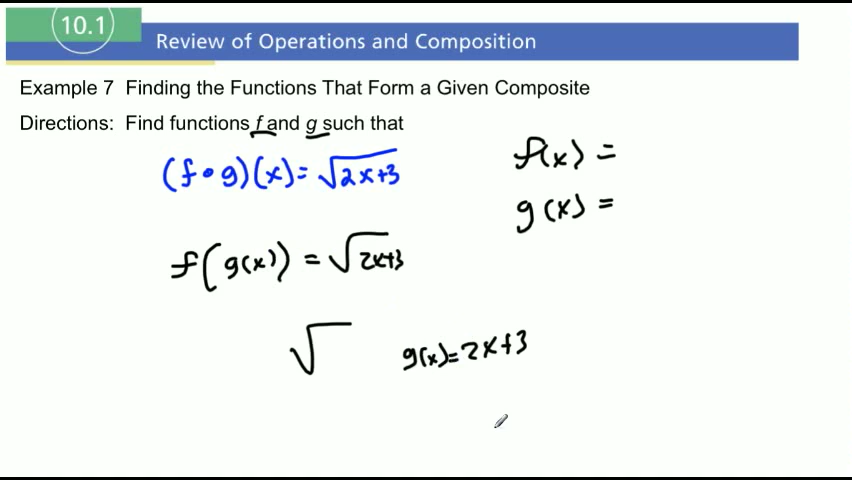 10.1
Review of Operations and Composition
Example 7 Finding the Functions That Form a Given Composite
Directions: Find functions f and g such that
(f∘g)(x)=√2x+3
f(x)=
g(x)=
f(g(x))=√2x+3
√
g(x)=2x+3